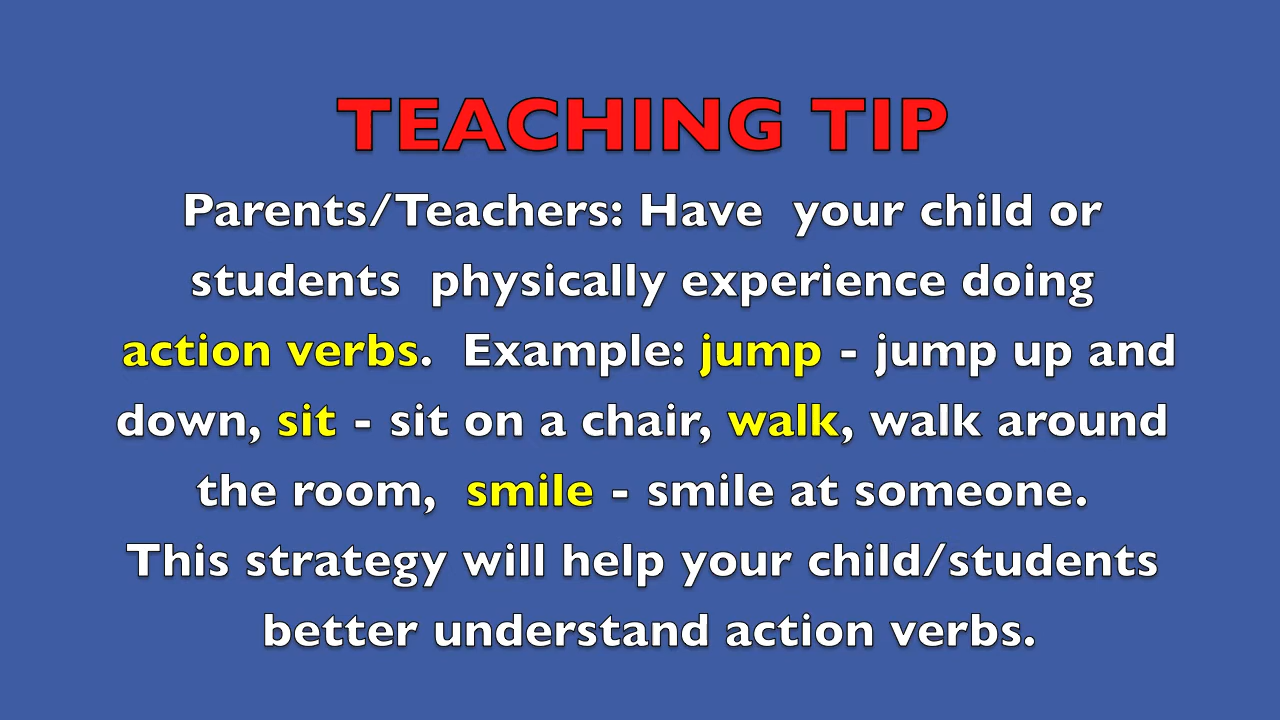 TEACHING TIP
Parents/Teachers: Have  your child or
students  physically experience doing
action verbs.  Example: jump - jump up and
down, sit - sit on a chair, walk, walk around
the room,  smile - smile at someone.
This strategy will help your child/students
better understand action verbs.